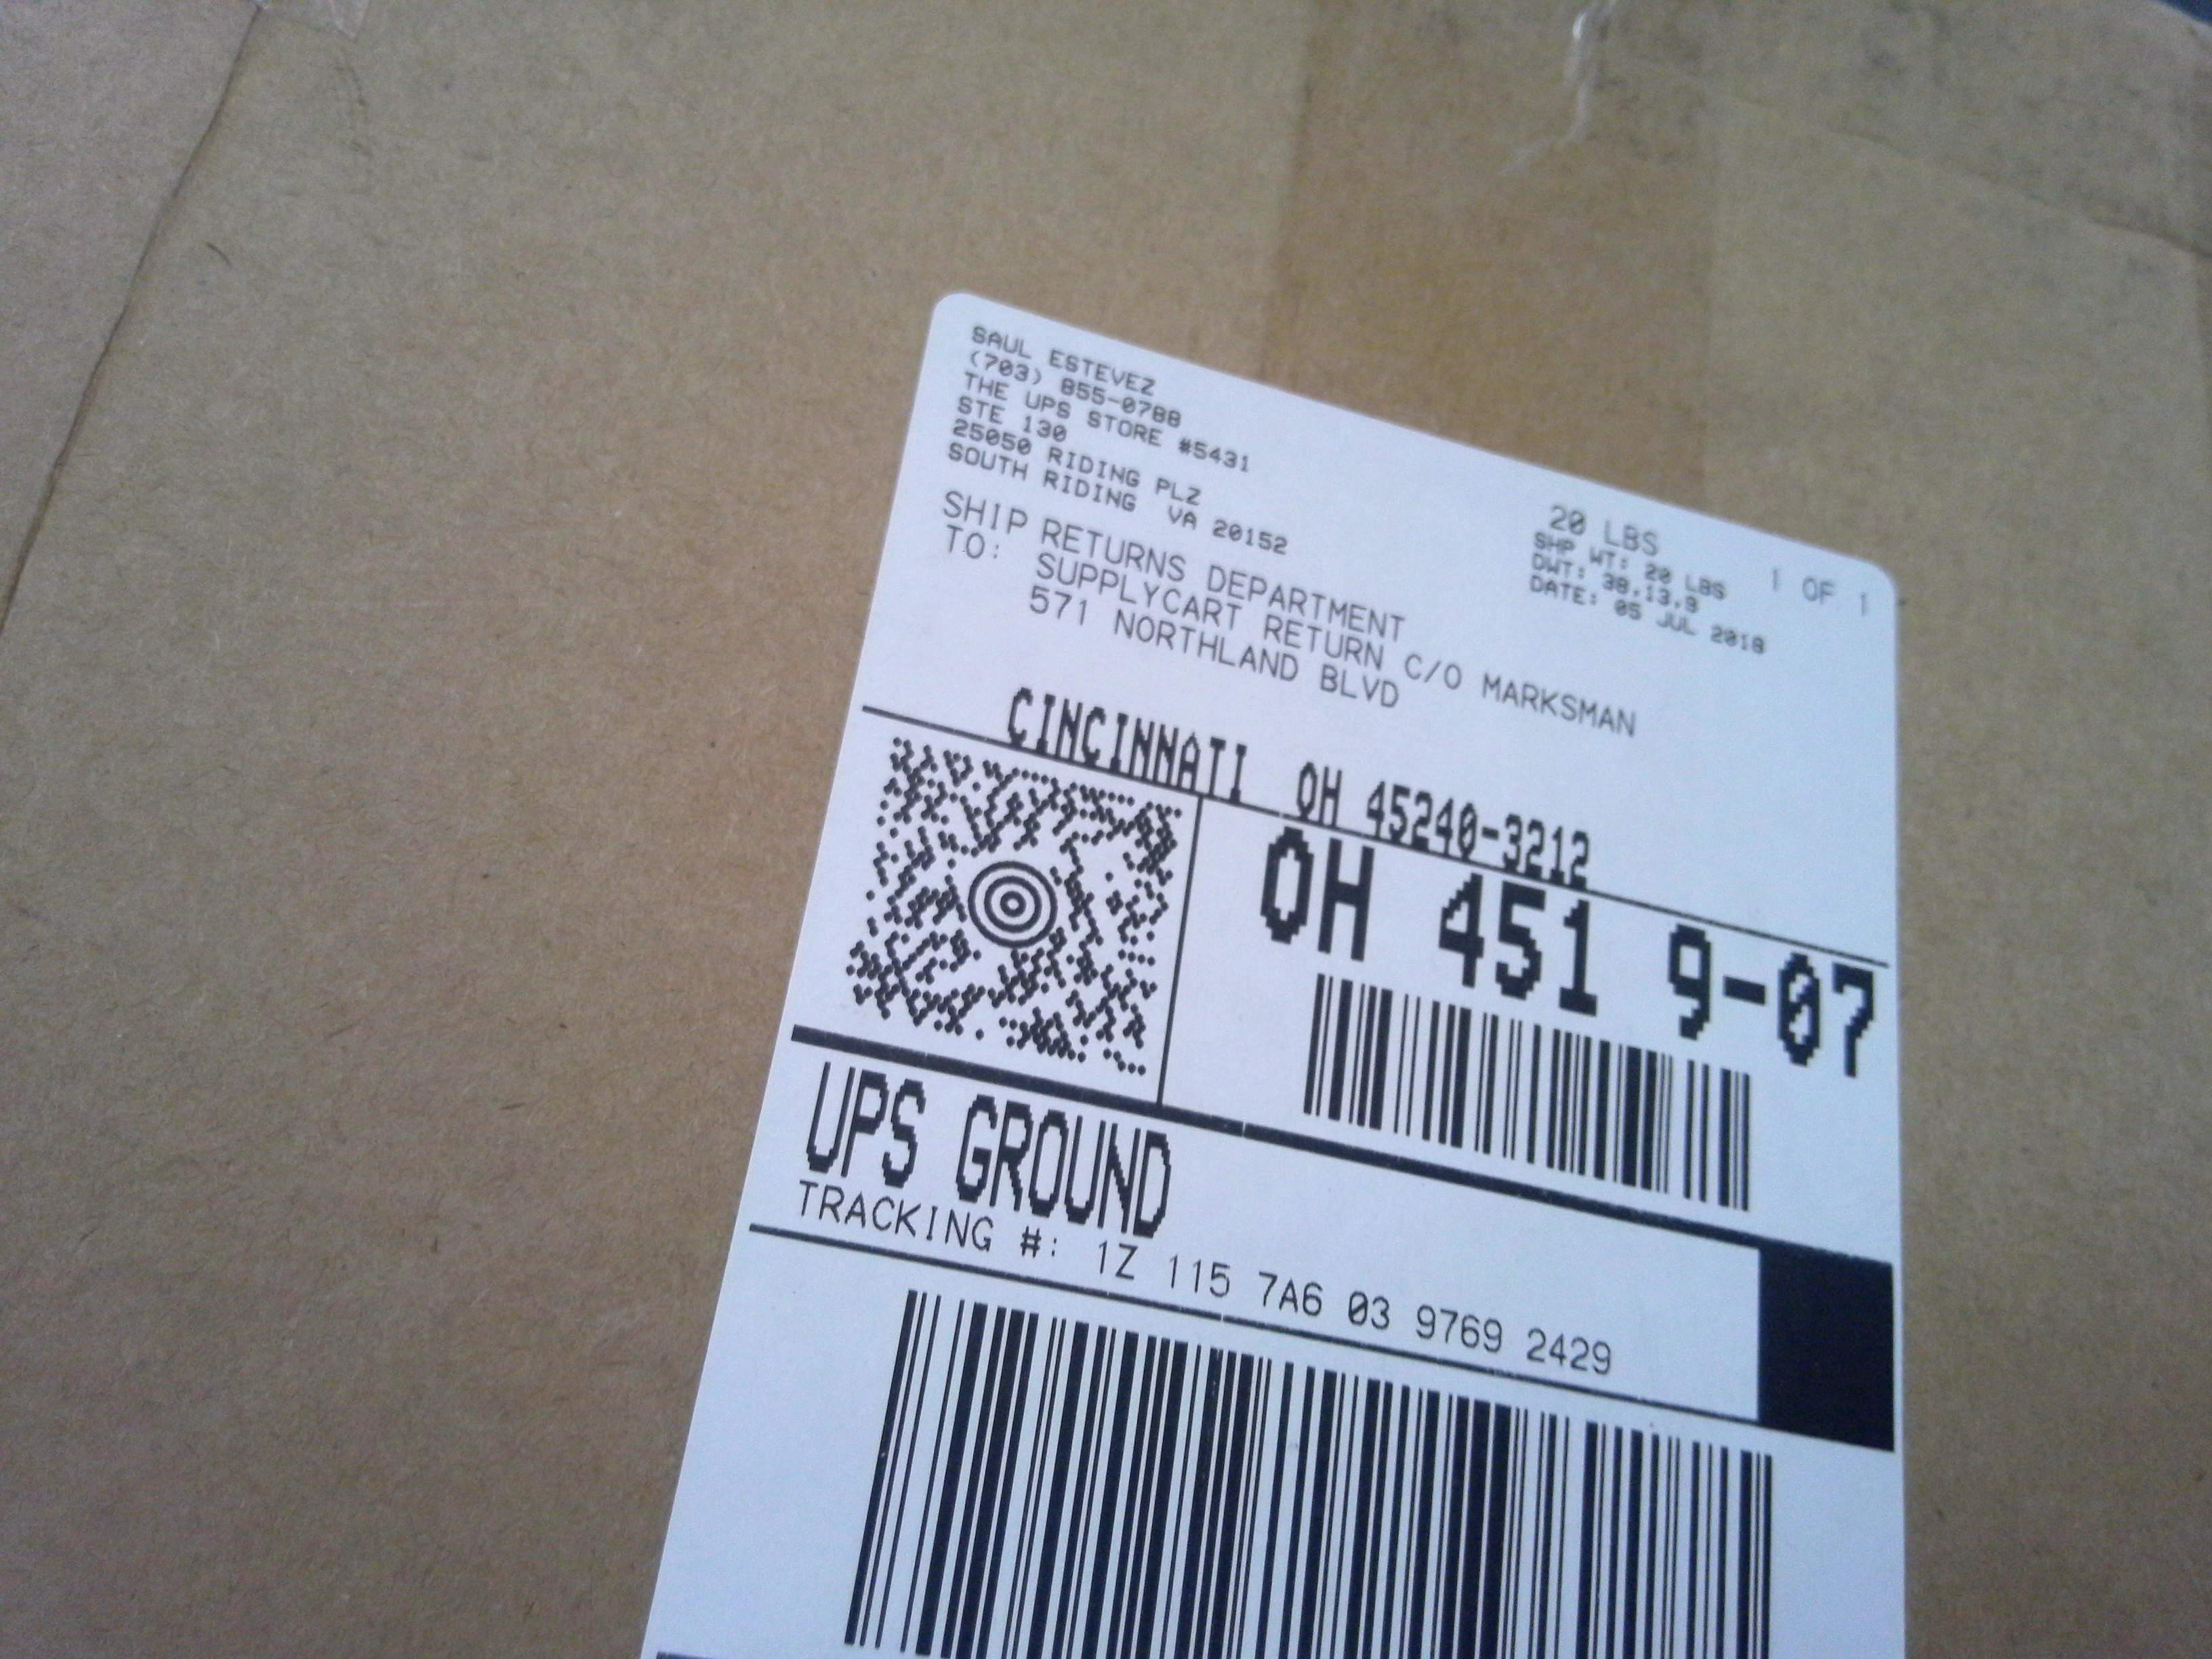 SAUL ESTEVEZ
(703) 855-0788
THE UPS STORE #5431
STE 130
25050 RIDING PLZ
SOUTH RIDING VA 20152
20 LBS 1 OF 1
SHP WT: 20 LBS
DWT: 38,13,9
DATE: 05 JUL 2018
SHIP RETURNS DEPARTMENT
TO: SUPPLYCART RETURN C/O MARKSMAN
571 NORTHLAND BLVD
CINCINNATI OH 45240-3212
OH 451 9-07
UPS GROUND
TRACKING #: 1Z 115 7A6 03 9769 2429